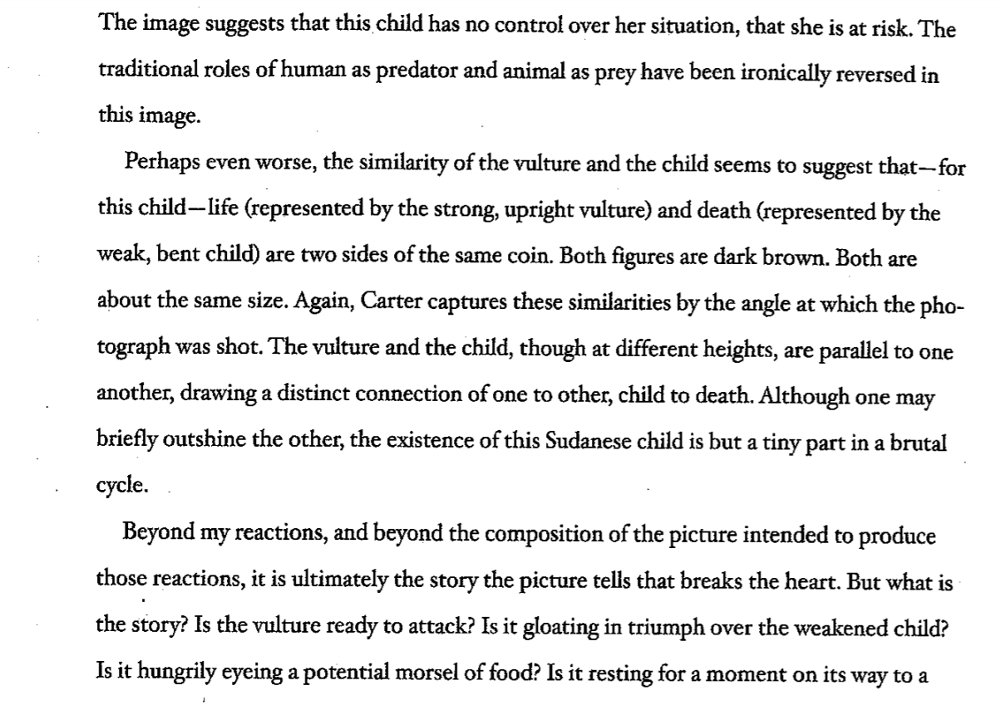 The image suggests that this child has no control over her situation, that she is at risk. The
traditional roles of human as predator and animal as prey have been ironically reversed in
this image.
Perhaps even worse, the similarity of the vulture and the child seems to suggest that—for
this child—life (represented by the strong, upright vulture) and death (represented by the
weak, bent child) are two sides of the same coin. Both figures are dark brown. Both are
about the same size. Again, Carter captures these similarities by the angle at which the pho-
tograph was shot. The vulture and the child, though at different heights, are parallel to one
another, drawing a distinct connection of one to other, child to death. Although one may
briefly outshine the other, the existence of this Sudanese child is but a tiny part in a brutal
cycle.
Beyond my reactions, and beyond the composition of the picture intended to produce
those reactions, it is ultimately the story the picture tells that breaks the heart. But what is
the story? Is the vulture ready to attack? Is it gloating in triumph over the weakened child?
Is it hungrily eyeing a potential morsel of food? Is it resting for a moment on its way to a